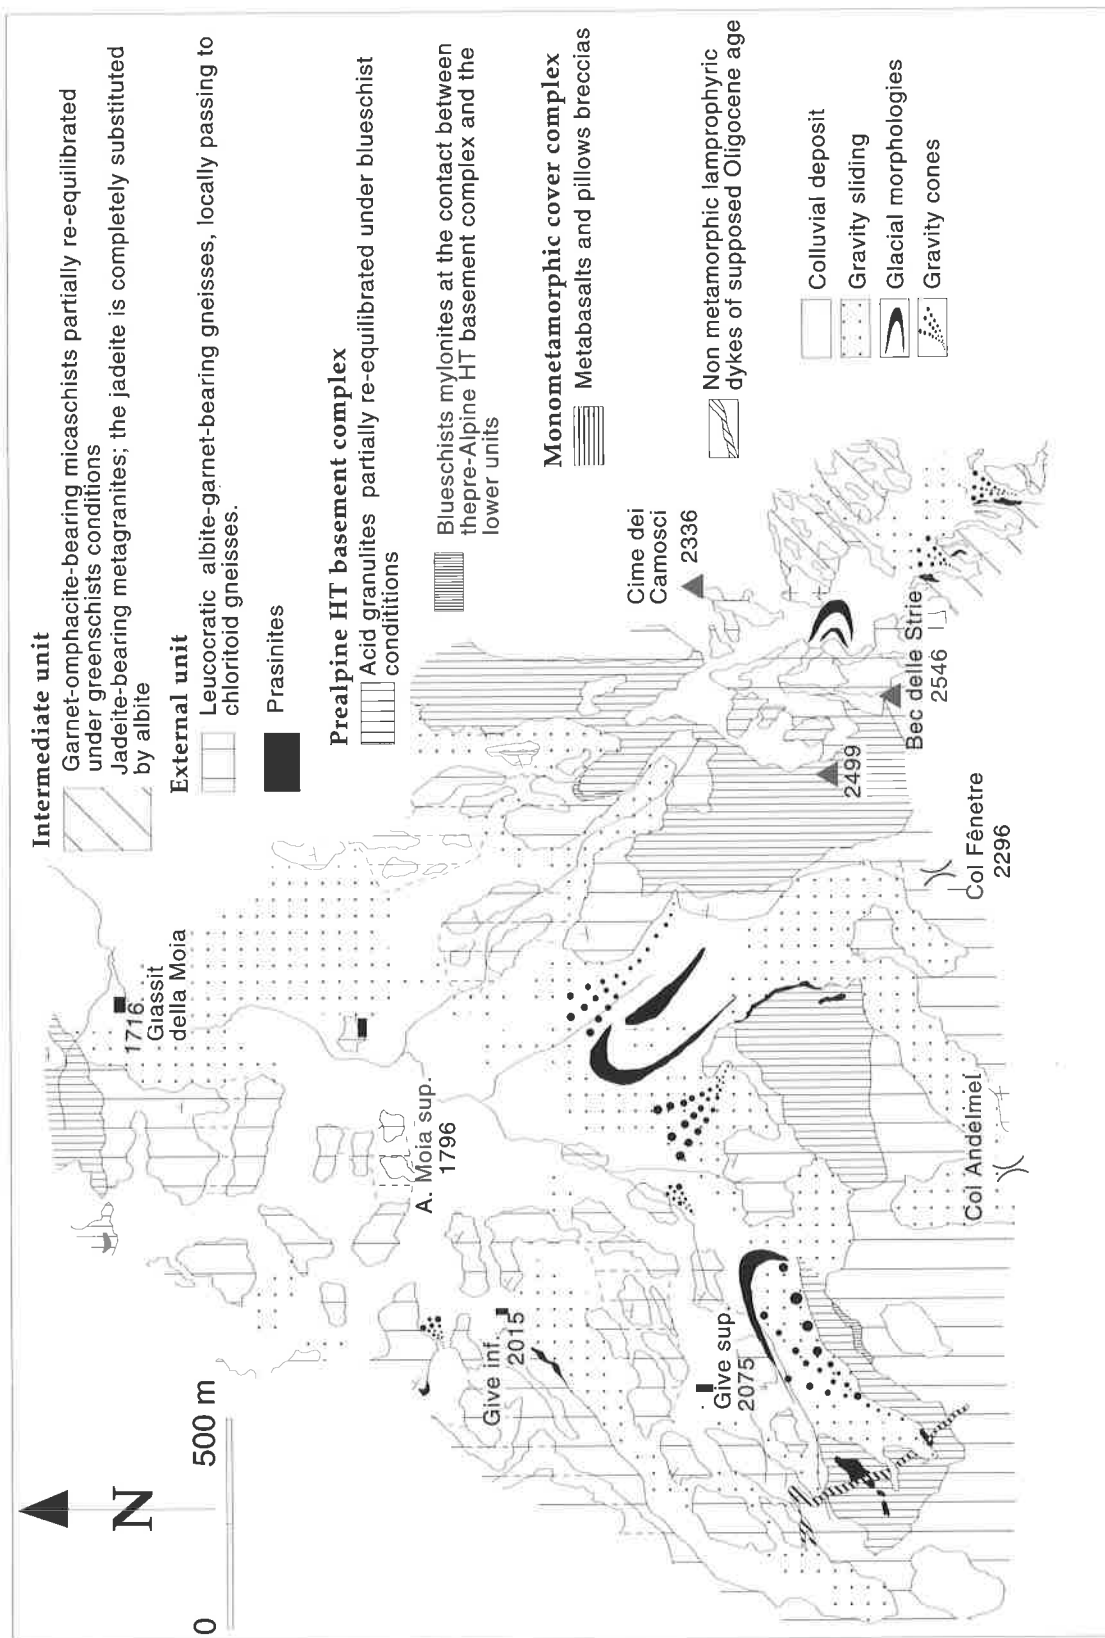 Intermediate unit
Garnet-omphacite-bearing micaschists partially re-equilibrated
under greenschists conditions
Jadeite-bearing metagranites; the jadeite is completely substituted
by albite
External unit
Leucocratic albite-garnet-bearing gneisses, locally passing to
chloritoid gneisses.
Prasinites
Prealpine HT basement complex
Acid granulites partially re-equilibrated under blueschist
condititions
Blueschists mylonites at the contact between
thepre-Alpine HT basement complex and the
lower units
Monometamorphic cover complex
Metabasalts and pillows breccias
Non metamorphic lamprophyric
dykes of supposed Oligocene age
Colluvial deposit
Gravity sliding
Glacial morphologies
Gravity cones
N
0 500 m
1716
Giassit
della Moia
A. Moia sup.
1796
Give inf.
2015
Give sup.
2075
Cime dei
Camosci
2336
2499
Bec delle Strie
2546
Col Fênetre
2296
Col Andelmel